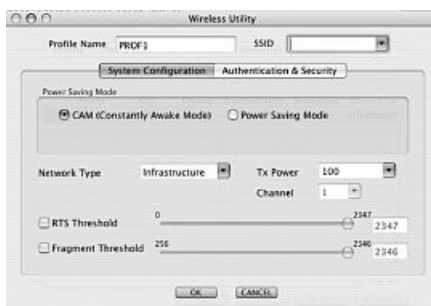 Wireless Utility
Profile Name PROF1 SSID
System Configuration Authentication & Security
Power Saving Mode
CAM (Constantly Awake Mode) Power Saving Mode
Network Type Infrastructure Tx Power 100
Channel 1
RTS Threshold 0 2347 2347
Fragment Threshold 256 2346 2346
OK CANCEL